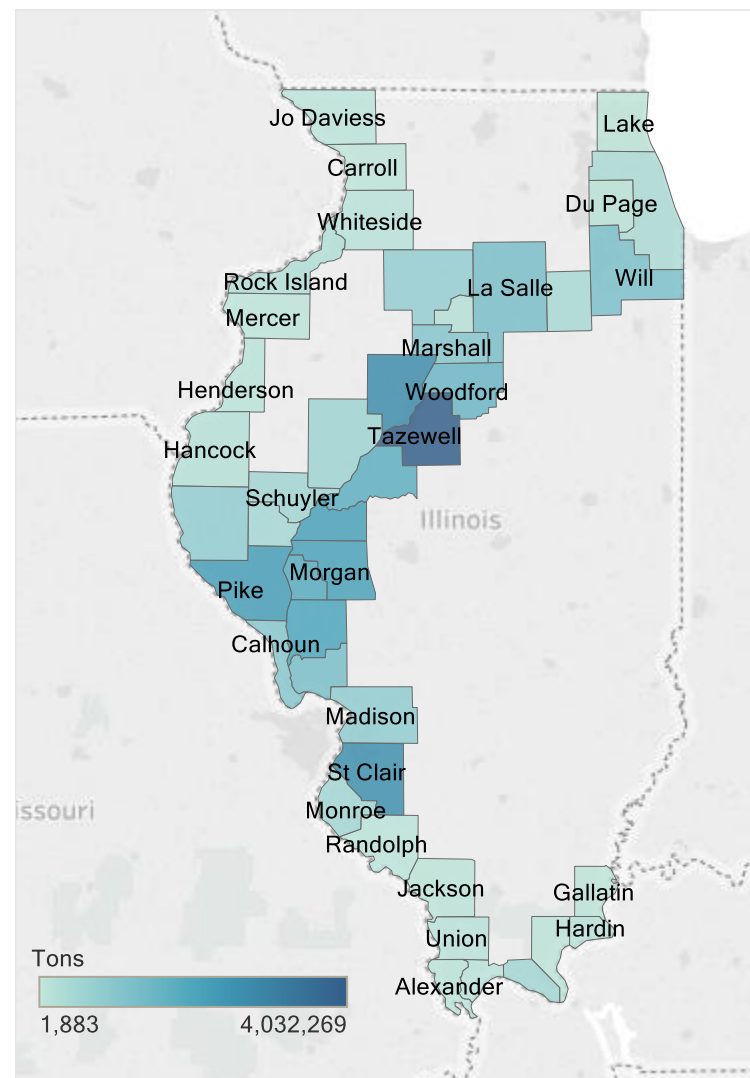 Jo Daviess
Lake
Carroll
Du Page
Whiteside
Will
Rock Island
La Salle
Mercer
Marshall
Henderson
Woodford
Tazewell
Hancock
Schuyler
Illinois
Morgan
Pike
Calhoun
Madison
St Clair
issouri
Monroe
Randolph
Jackson
Gallatin
Hardin
Union
Tons
Alexander
1,883 4,032,269